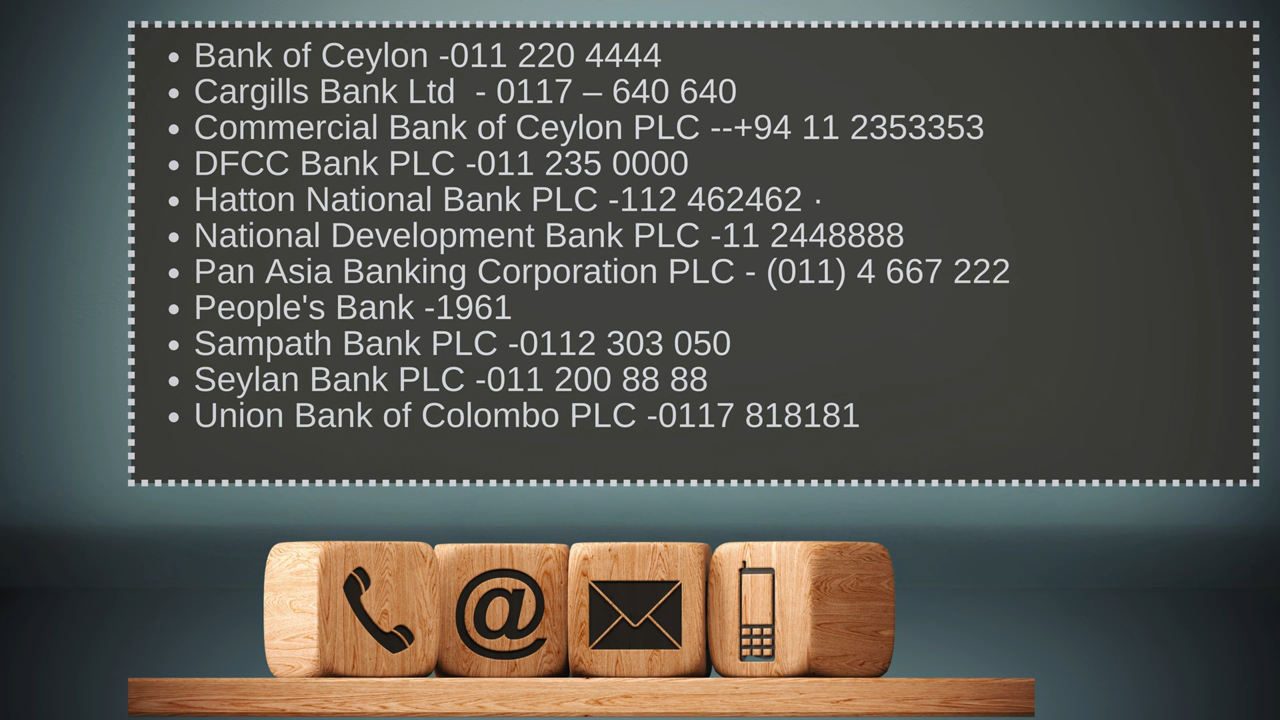 • Bank of Ceylon -011 220 4444
• Cargills Bank Ltd  - 0117 – 640 640
• Commercial Bank of Ceylon PLC --+94 11 2353353
• DFCC Bank PLC -011 235 0000
• Hatton National Bank PLC -112 462462 ·
• National Development Bank PLC -11 2448888
• Pan Asia Banking Corporation PLC - (011) 4 667 222
• People's Bank -1961
• Sampath Bank PLC -0112 303 050
• Seylan Bank PLC -011 200 88 88
• Union Bank of Colombo PLC -0117 818181
@